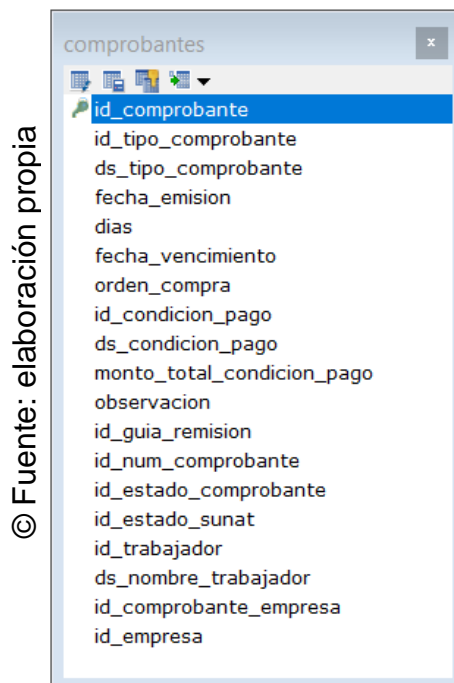 comprobantes
x
id_comprobante
id_tipo_comprobante
ds_tipo_comprobante
fecha_emision
dias
fecha_vencimiento
orden_compra
id_condicion_pago
ds_condicion_pago
monto_total_condicion_pago
observacion
id_guia_remision
id_num_comprobante
id_estado_comprobante
id_estado_sunat
id_trabajador
ds_nombre_trabajador
id_comprobante_empresa
id_empresa
© Fuente: elaboración propia